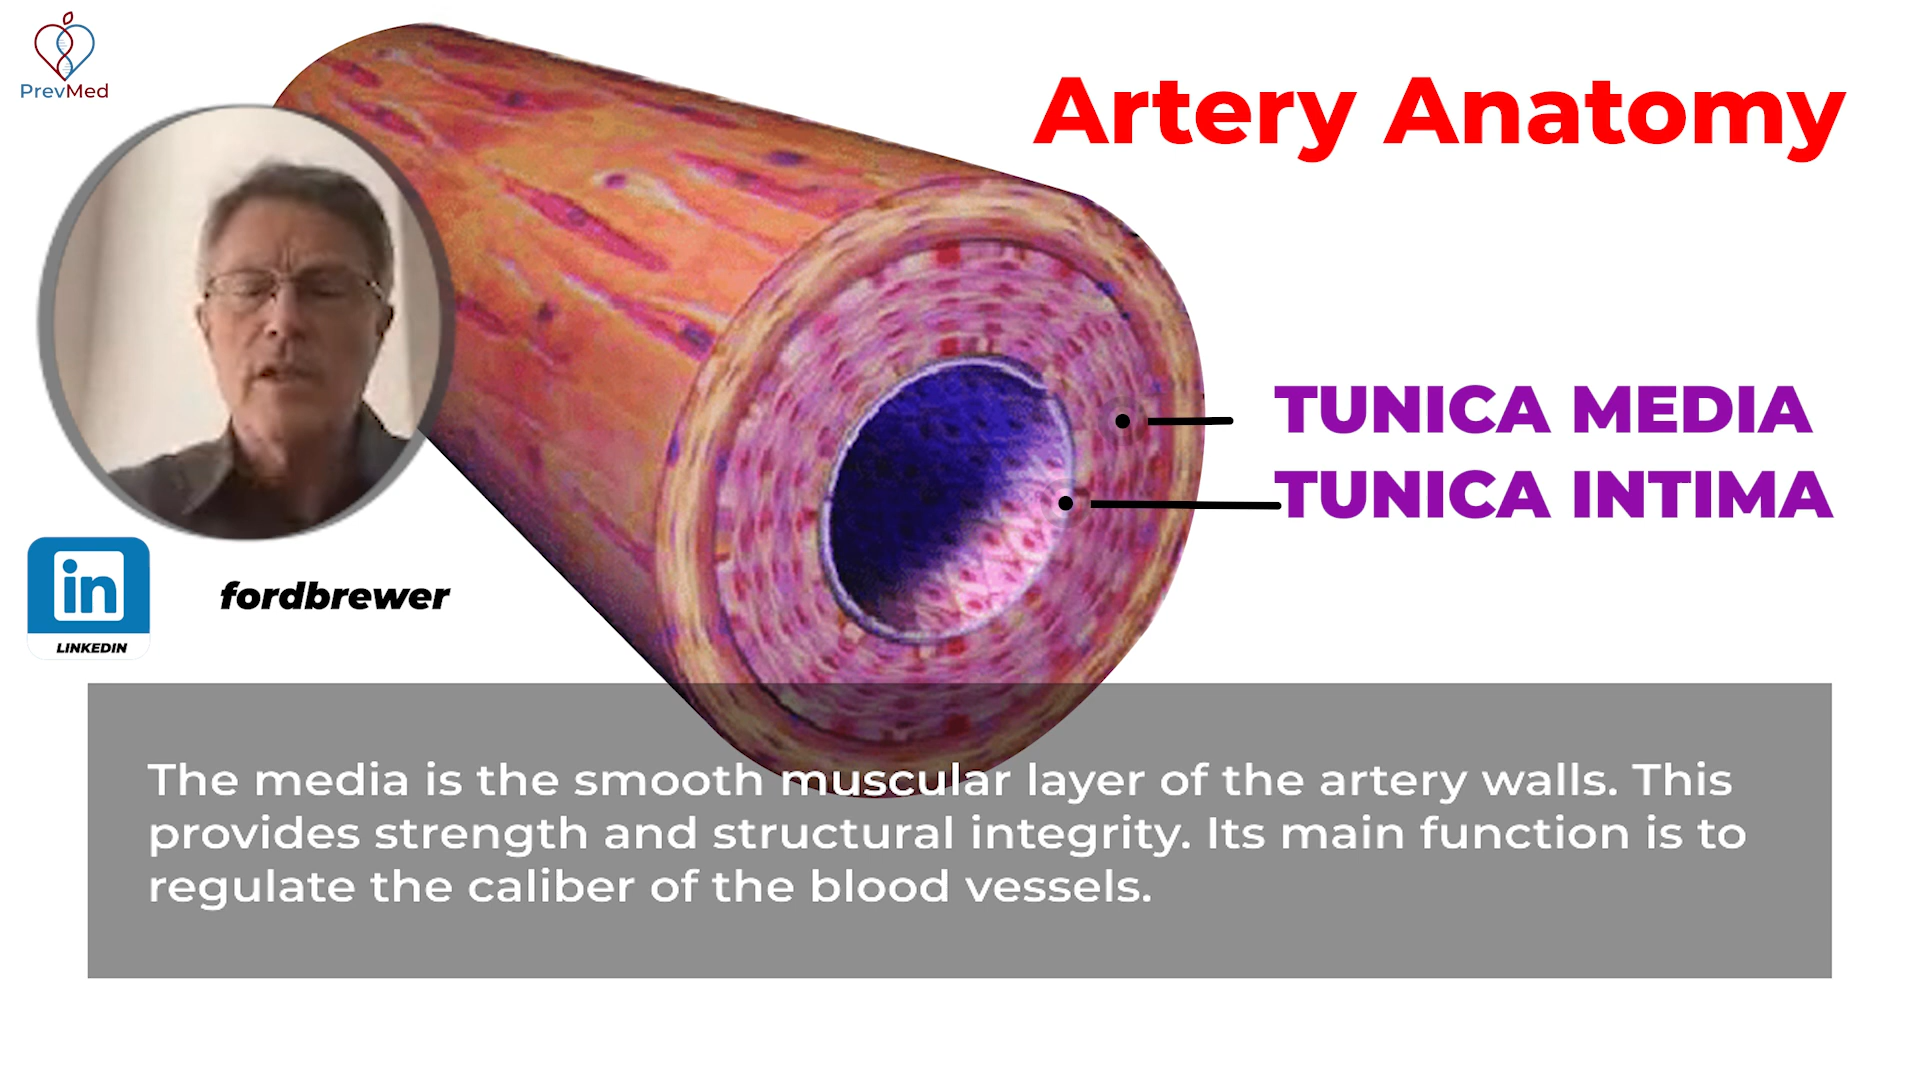 PrevMed
Artery Anatomy
TUNICA MEDIA
TUNICA INTIMA
in
LINKEDIN
fordbrewer
The media is the smooth muscular layer of the artery walls. This
provides strength and structural integrity. Its main function is to
regulate the caliber of the blood vessels.